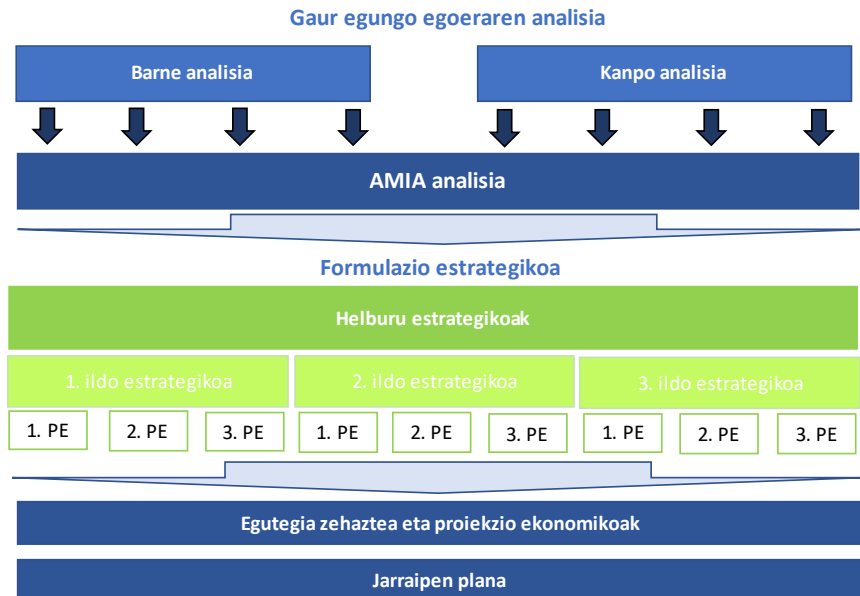 Gaur egungo egoeraren analisia
Barne analisia
Kanpo analisia
AMIA analisia
Formulazio estrategikoa
Helburu estrategikoak
1. ildo estrategikoa
2. ildo estrategikoa
3. ildo estrategikoa
1. PE
2. PE
3. PE
1. PE
2. PE
3. PE
1. PE
2. PE
3. PE
Egutegia zehaztea eta proiekzio ekonomikoak
Jarraipen plana